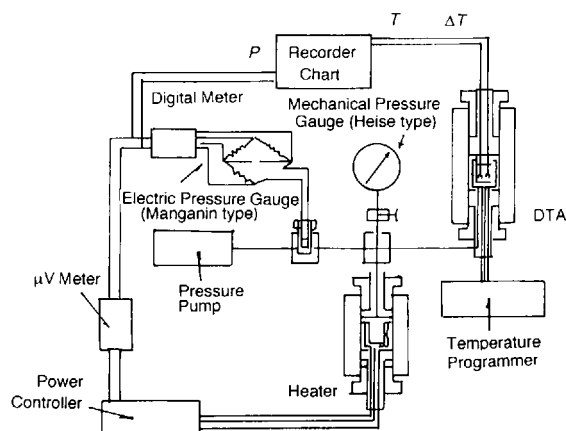 P
Recorder
Chart
T
ΔT
Digital Meter
Mechanical Pressure
Gauge (Heise type)
Electric Pressure Gauge
(Manganin type)
DTA
Pressure
Pump
μV Meter
Temperature
Programmer
Heater
Power
Controller